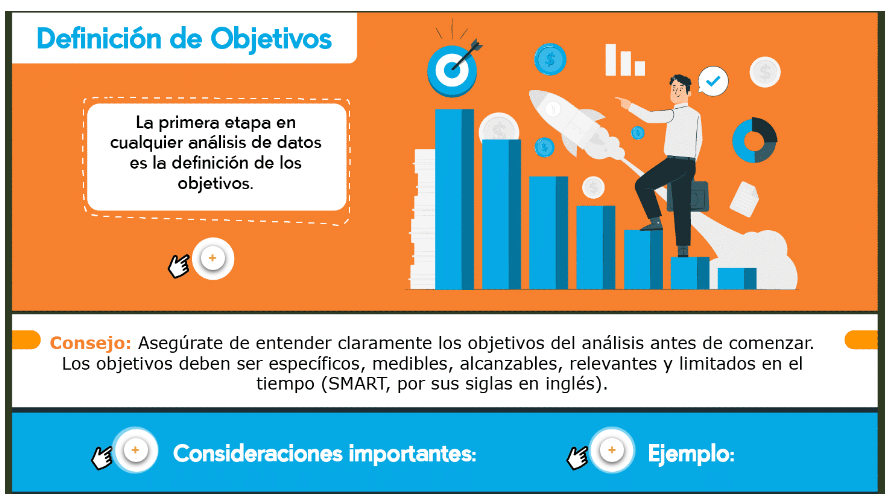 Definición de Objetivos
La primera etapa en
cualquier análisis de datos
es la definición de los
objetivos.
Consejo: Asegúrate de entender claramente los objetivos del análisis antes de comenzar.
Los objetivos deben ser específicos, medibles, alcanzables, relevantes y limitados en el
tiempo (SMART, por sus siglas en inglés).
Consideraciones importantes:
Ejemplo: